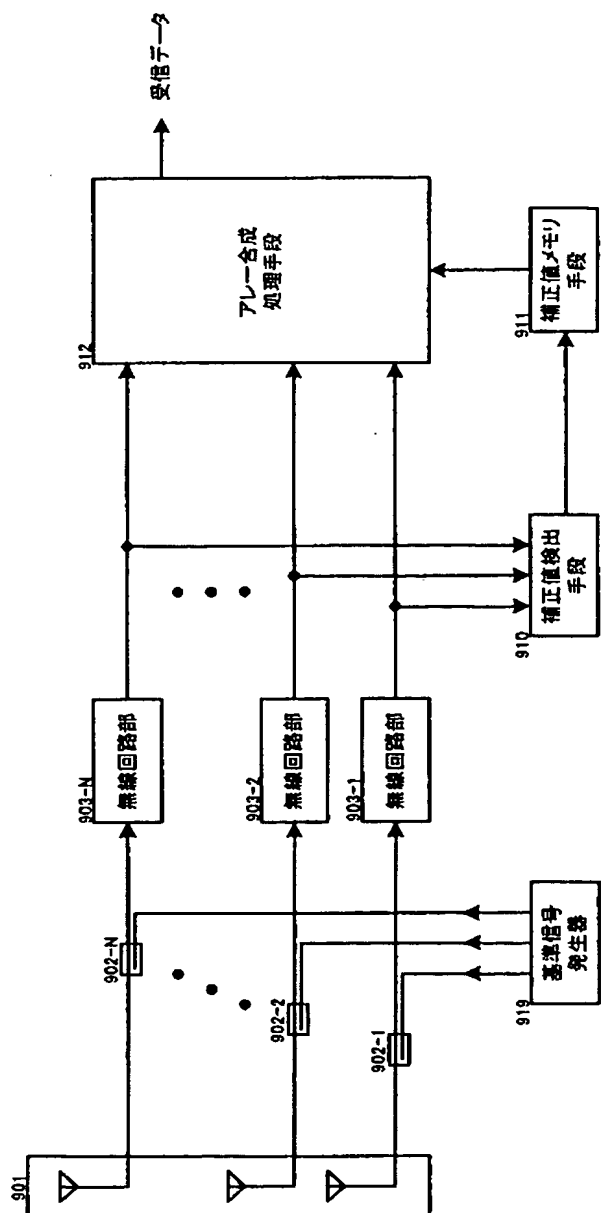 901
902-N
902-2
902-1
903-N
無線回路部
903-2
無線回路部
903-1
無線回路部
912
アレー合成
処理手段
受信データ
919
基準信号
発生器
910
補正値検出
手段
911
補正値メモリ
手段